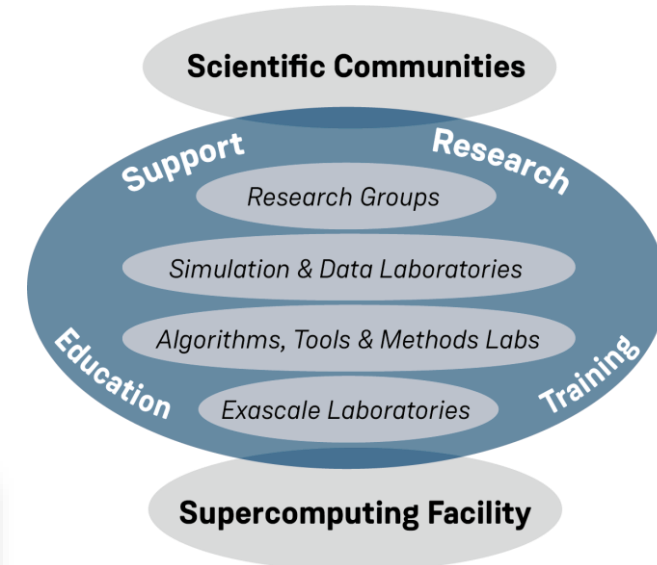 Scientific Communities
Support
Research
Research Groups
Simulation & Data Laboratories
Algorithms, Tools & Methods Labs
Education
Training
Exascale Laboratories
Supercomputing Facility